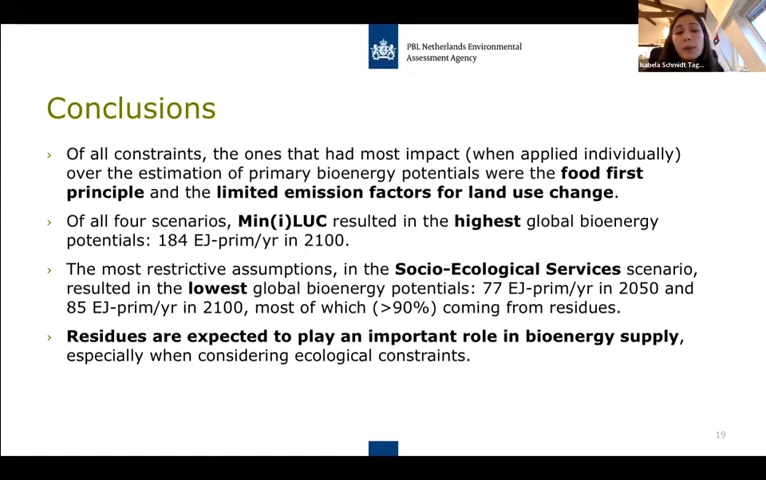 PBL Netherlands Environmental
Assessment Agency
Isabela Schmidt Tag...
Conclusions
› Of all constraints, the ones that had most impact (when applied individually)
over the estimation of primary bioenergy potentials were the food first
principle and the limited emission factors for land use change.
› Of all four scenarios, Min(i)LUC resulted in the highest global bioenergy
potentials: 184 EJ-prim/yr in 2100.
› The most restrictive assumptions, in the Socio-Ecological Services scenario,
resulted in the lowest global bioenergy potentials: 77 EJ-prim/yr in 2050 and
85 EJ-prim/yr in 2100, most of which (>90%) coming from residues.
› Residues are expected to play an important role in bioenergy supply,
especially when considering ecological constraints.
19